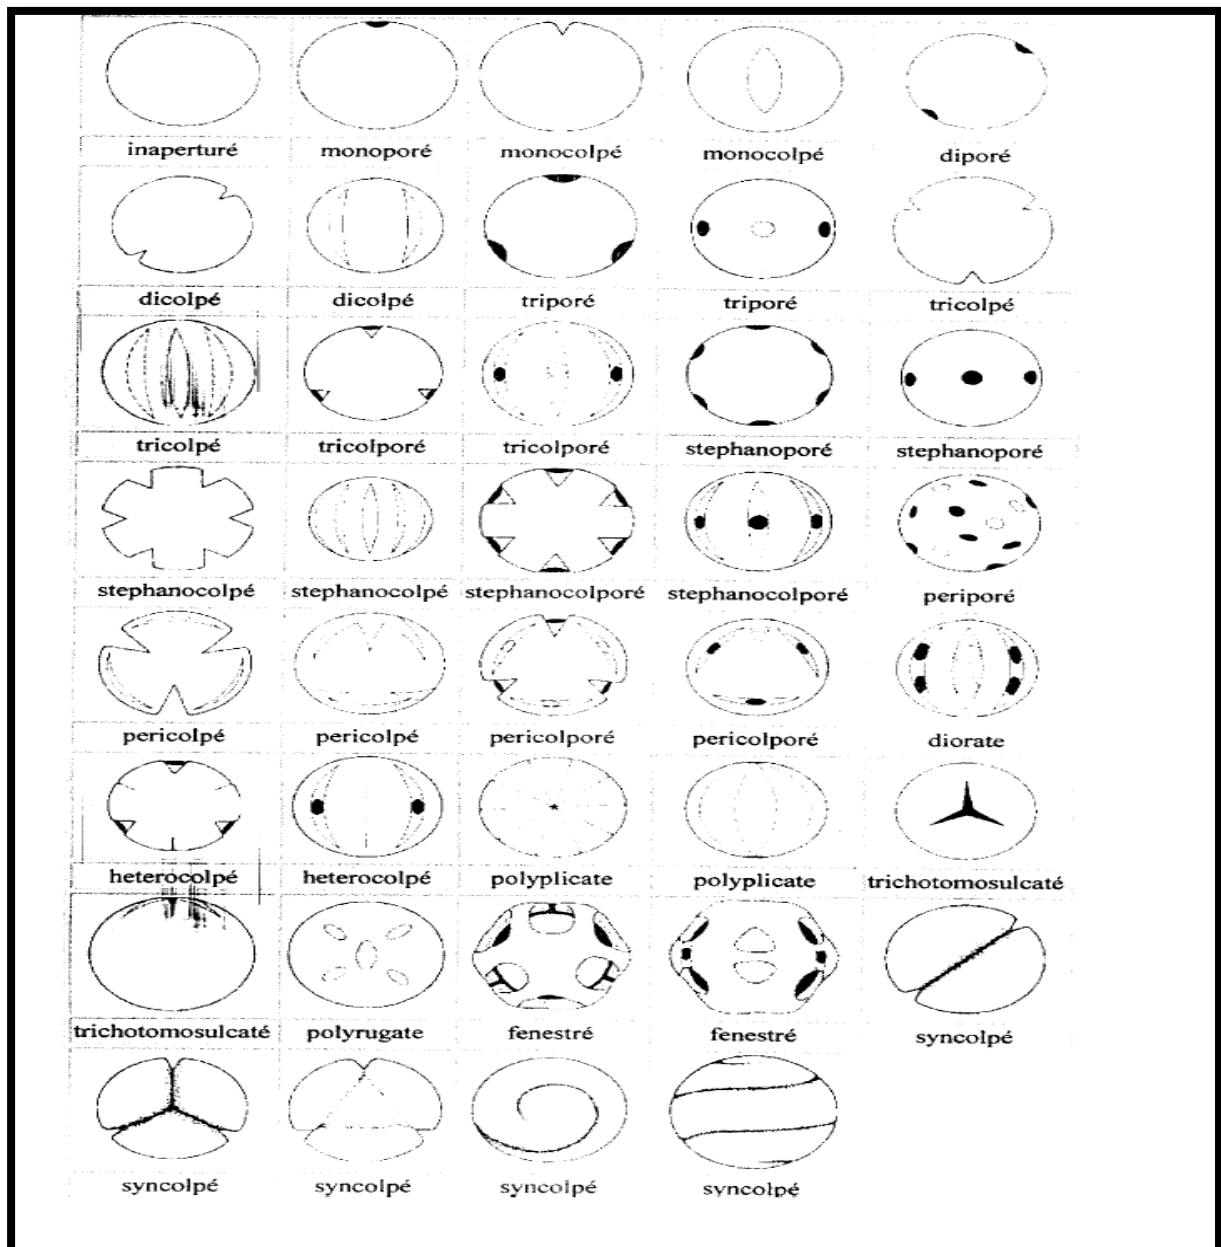 inaperturé monoporé monocolpé monocolpé diporé
dicolpé dicolpé triporé triporé tricolpé
tricolpé tricolporé tricolporé stephanoporé stephanoporé
stephanocolpé stephanocolpé stephanocolporé stephanocolporé periporé
pericolpé pericolpé pericolporé pericolporé diorate
heterocolpé heterocolpé polyplicate polyplicate trichotomosulcaté
trichotomosulcaté polyrugate fenestré fenestré syncolpé
syncolpé syncolpé syncolpé syncolpé